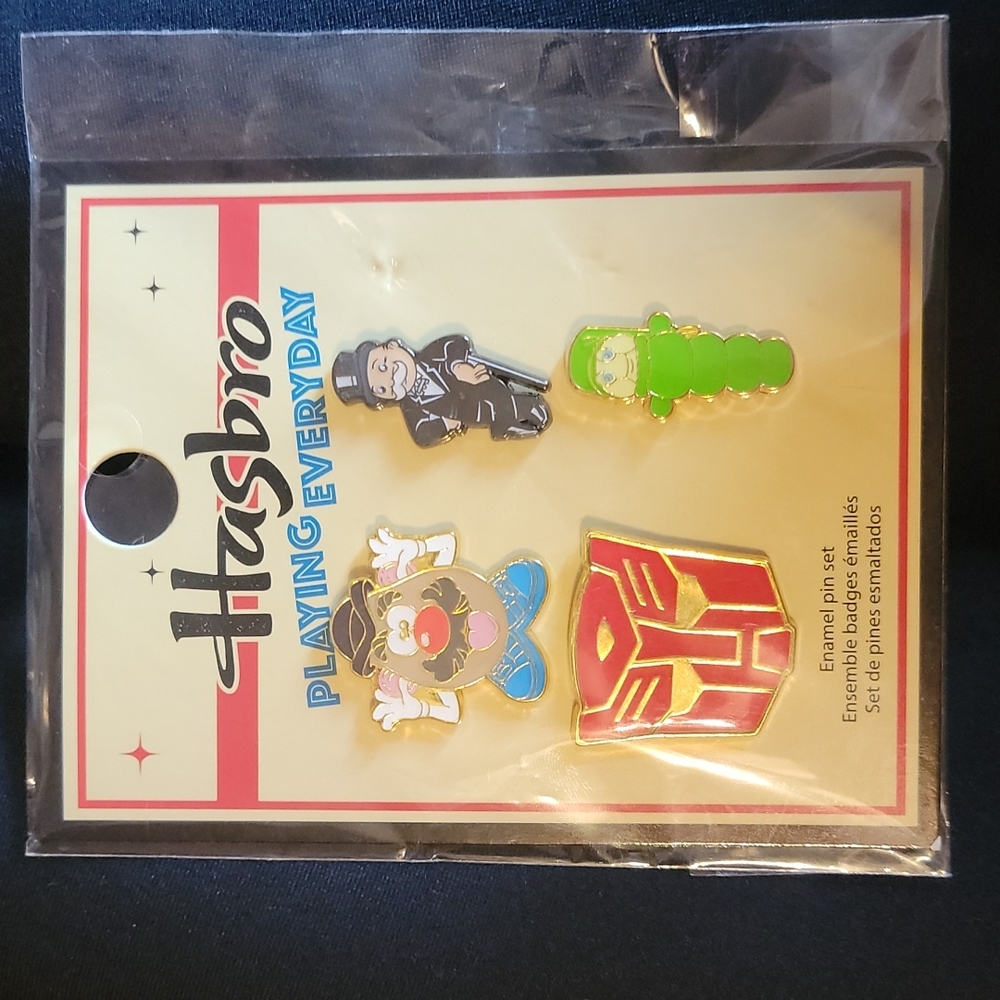 Hasbro
PLAYING EVERYDAY
Enamel pin set
Ensemble badges émaillés
Set de pines esmaltados